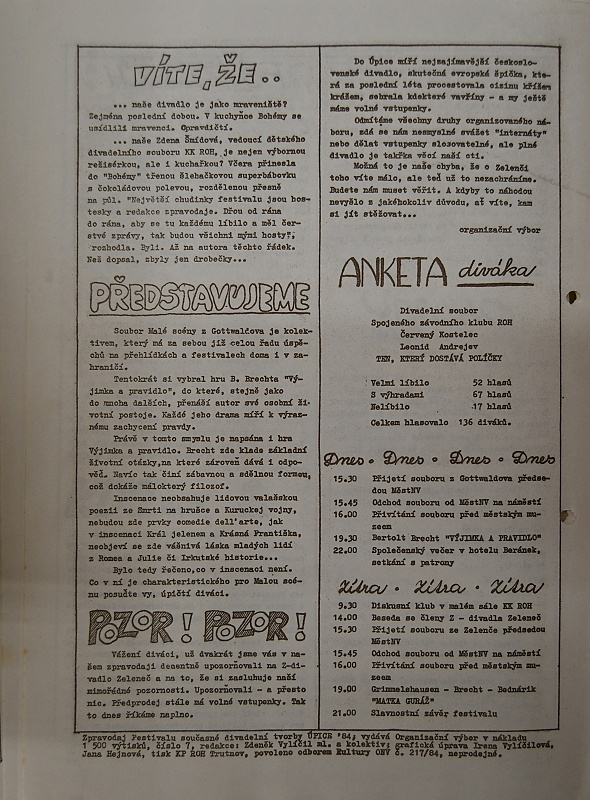 VÍTE, ŽE..
... naše divadlo je jako mraveniště?
Zejména poslední dobou. V kuchyňce Bohémy se
usídlili mravenci. Opravdičtí.
... naše Zdena Šmídová, vedoucí dětského
divadelního souboru KK ROH, je nejen výbornou
režisérkou, ale i kuchařkou? Včera přinesla
do "Bohémy" třenou šlehačkovou superbábovku
s čokoládovou polevou, rozdělenou přesně
na půl. "Největší chudinky festivalu jsou hos-
tesky a redakce zpravodaje. Dřou od rána
do rána, aby se tu každému líbilo a měl čer-
stvé zprávy, tak budou všichni mými hosty",
rozhodla. Byli. Až na autora těchto řádek.
Než dopsal, zbyly jen drobečky...
PŘEDSTAVUJEME
Soubor Malé scény z Gottwaldova je kolek-
tivem, který má za sebou již celou řadu úspě-
chů na přehlídkách a festivalech doma i v za-
hraničí.
Tentokrát si vybral hru B. Brechta "Vý-
jimka a pravidlo", do které, stejně jako
do mnoha dalších, přenáší autor své osobní ži-
votní postoje. Každé jeho drama míří k výraz-
nému zachycení pravdy.
Právě v tomto smyslu je napsána i hra
Výjimka a pravidlo. Brecht zde klade základní
životní otázky,na které zároveň dává i odpo-
věď. Navíc tak činí zábavnou a sdělnou formou,
což dokáže málokterý filozof.
Inscenace neobsahuje lidovou valašskou
poezii ze Smrti na hrušce a Kuruckej vojny,
nebudou zde prvky comedie dell'arte, jak
v inscenaci Král jelenem a Krásná Františka,
neobjeví se zde vášnivá láska mladých lidí
z Romea a Julie či Irkutské historie...
Bylo tedy řečeno,co v inscenaci není.
Co v ní je charakteristického pro Malou scé-
nu posuďte vy, úpičtí diváci.
POZOR! POZOR!
Vážení diváci, už dvakrát jsme vás v na-
šem zpravodaji decentně upozorňovali na Z-di-
vadlo Zeleneč a na to, že si zasluhuje naší
mimořádné pozornosti. Upozorňovali - a přesto
nic. Předprodej stále má volné vstupenky. Tak
to dnes říkáme naplno.
Do Úpice míří nejzajímavější českoslo-
venské divadlo, skutečná evropská špička, kte-
rá za poslední léta procestovala cizinu křížem
krážem, sebrala kdekteré vavříny - a my ještě
máme volné vstupenky.
Odmítáme všechny druhy organizovaného ná-
boru, zdá se nám nesmyslné svážet "internáty"
nebo dělat vstupenky slosovatelné, ale plné
divadlo je takřka věcí naší cti.
Možná to je naše chyba, že o Zelenči
toho víte málo, ale teď už to nezachráníme.
Budete nám muset věřit. A kdyby to náhodou
nevyšlo z jakéhokoliv důvodu, ať víte, kam
si jít stěžovat...
organizační výbor
ANKETA diváka
Divadelní soubor
Spojeného závodního klubu ROH
Červený Kostelec
Leonid Andrejev
TEN, KTERÝ DOSTÁVÁ POLÍČKY
Velmi líbilo 52 hlasů
S výhradami 67 hlasů
Nelíbilo 17 hlasů
Celkem hlasovalo 136 diváků.
Dnes • Dnes • Dnes • Dnes
15.30 Přijetí souboru z Gottwaldova předse-
dou MěstNV
15.45 Odchod souboru od MěstNV na náměstí
16.00 Přivítání souboru před městským mu-
zeem
19.30 Bertolt Brecht "VÝJIMKA A PRAVIDLO"
22.00 Společenský večer v hotelu Beránek,
setkání s patrony
Zítra • Zítra • Zítra
9.30 Diskusní klub v malém sále KK ROH
14.00 Beseda se členy Z - divadla Zeleneč
15.30 Přijetí souboru ze Zelenče předsedou
MěstNV
15.45 Odchod souboru od MěstNV na náměstí
16.00 Přivítání souboru před městským mu-
zeem
19.00 Grimmelshausen - Brecht - Bednárik
"MATKA GURÁŽ"
21.00 Slavnostní závěr festivalu
Zpravodaj Festivalu současné divadelní tvorby ÚPICE '84; vydává Organizační výbor v nákladu
1 500 výtisků, číslo 7, redakce: Zdeněk Vylíčil ml. a kolektiv; grafická úprava Irena Vylíčilová,
Jana Hejnová, tisk KP ROH Trutnov, povoleno odborem kultury ONV č. 217/84, neprodejné.